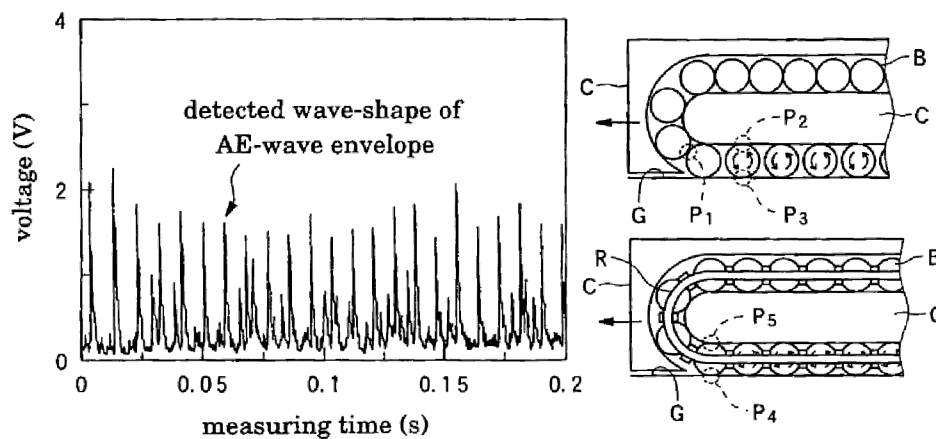 4
2
0
voltage (V)
detected wave-shape of
AE-wave envelope
0
0.05
0.1
0.15
0.2
measuring time (s)
C
B
P2
C
G
P1
P3
R
B
C
C
P5
G
P4